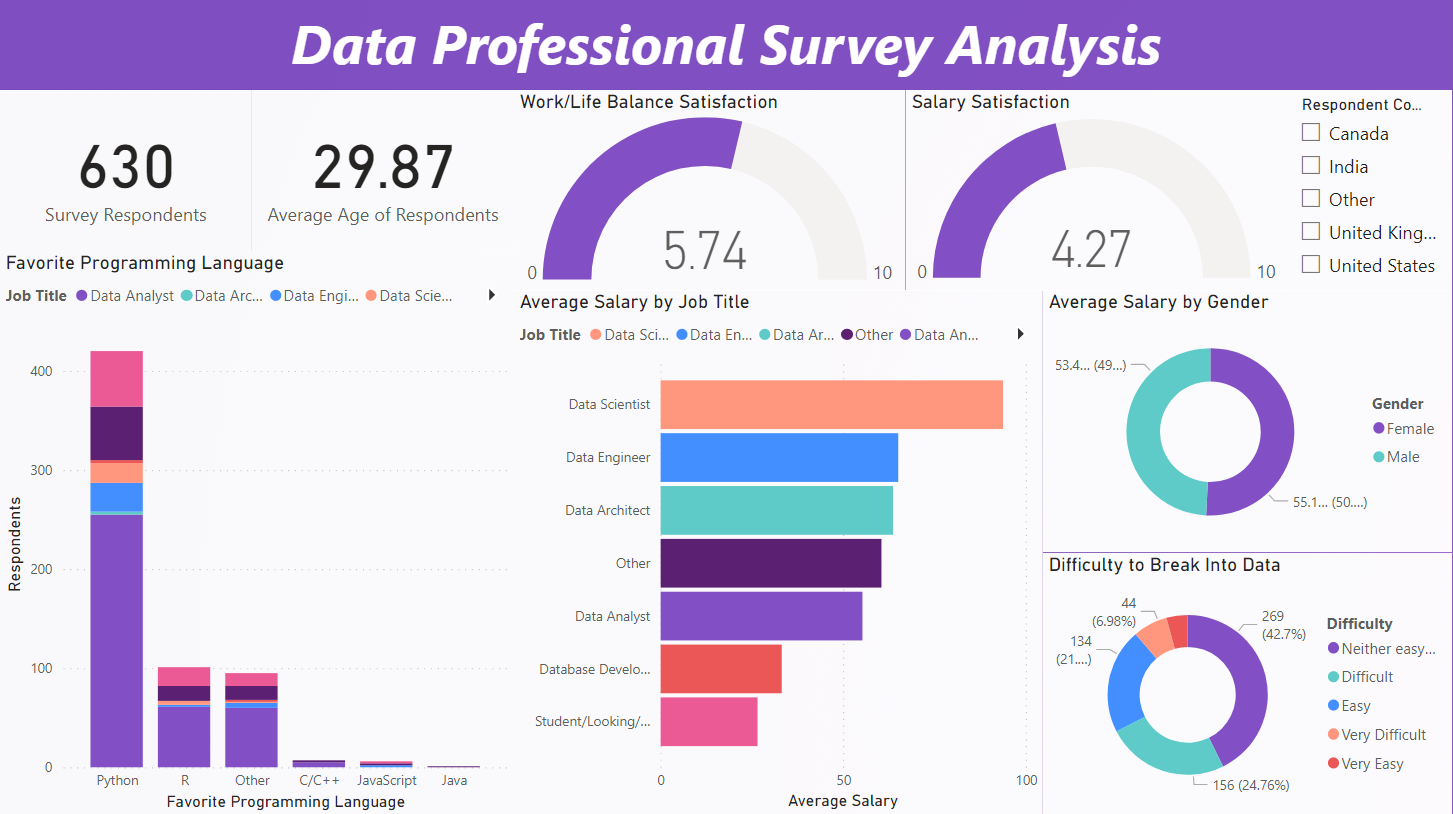 Data Professional Survey Analysis
630
Survey Respondents
29.87
Average Age of Respondents
Work/Life Balance Satisfaction
5.74
0
10
Salary Satisfaction
4.27
0
10
Respondent Co...
Canada
India
Other
United King...
United States
Favorite Programming Language
Job Title Data Analyst Data Arc... Data Engi... Data Scie...
Respondents
400
300
200
100
0
Python R Other C/C++ JavaScript Java
Favorite Programming Language
Average Salary by Job Title
Job Title Data Sci... Data En... Data Ar... Other Data An...
Data Scientist
Data Engineer
Data Architect
Other
Data Analyst
Database Develo...
Student/Looking/...
0 50 100
Average Salary
Average Salary by Gender
53.4... (49...)
55.1... (50....)
Gender
Female
Male
Difficulty to Break Into Data
44
(6.98%)
134
(21....)
269
(42.7%)
156 (24.76%)
Difficulty
Neither easy...
Difficult
Easy
Very Difficult
Very Easy